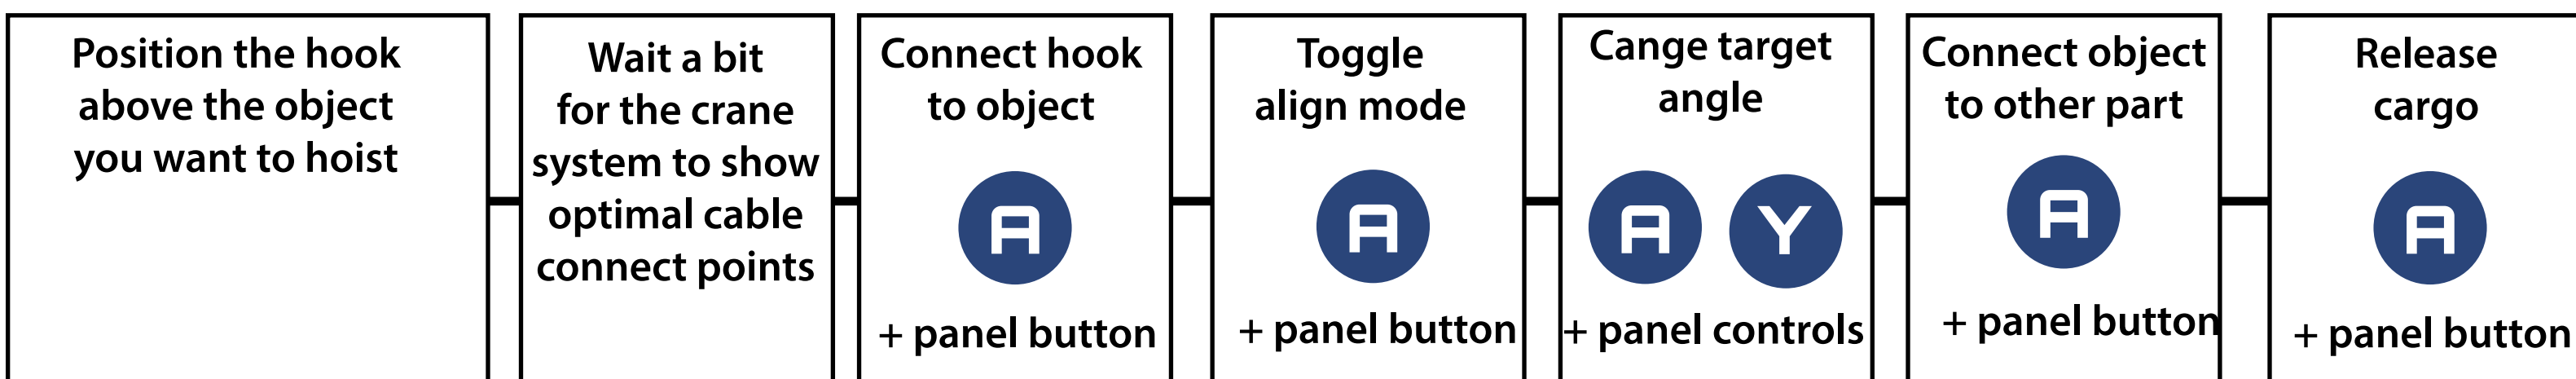 Position the hook
above the object
you want to hoist
Wait a bit
for the crane
system to show
optimal cable
connect points
Connect hook
to object
A
+ panel button
Toggle
align mode
A
+ panel button
Cange target
angle
A Y
+ panel controls
Connect object
to other part
A
+ panel button
Release
cargo
A
+ panel button